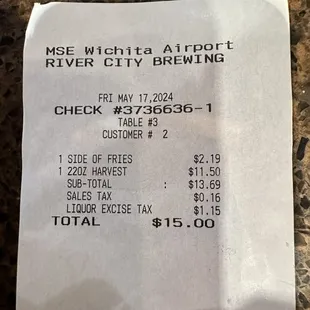 MSE Wichita Airport
RIVER CITY BREWING
FRI MAY 17,2024
CHECK #3736636-1
TABLE #3
CUSTOMER # 2
1 SIDE OF FRIES $2.19
1 22OZ HARVEST $11.50
SUB-TOTAL : $13.69
SALES TAX $0.16
LIQUOR EXCISE TAX $1.15
TOTAL $15.00